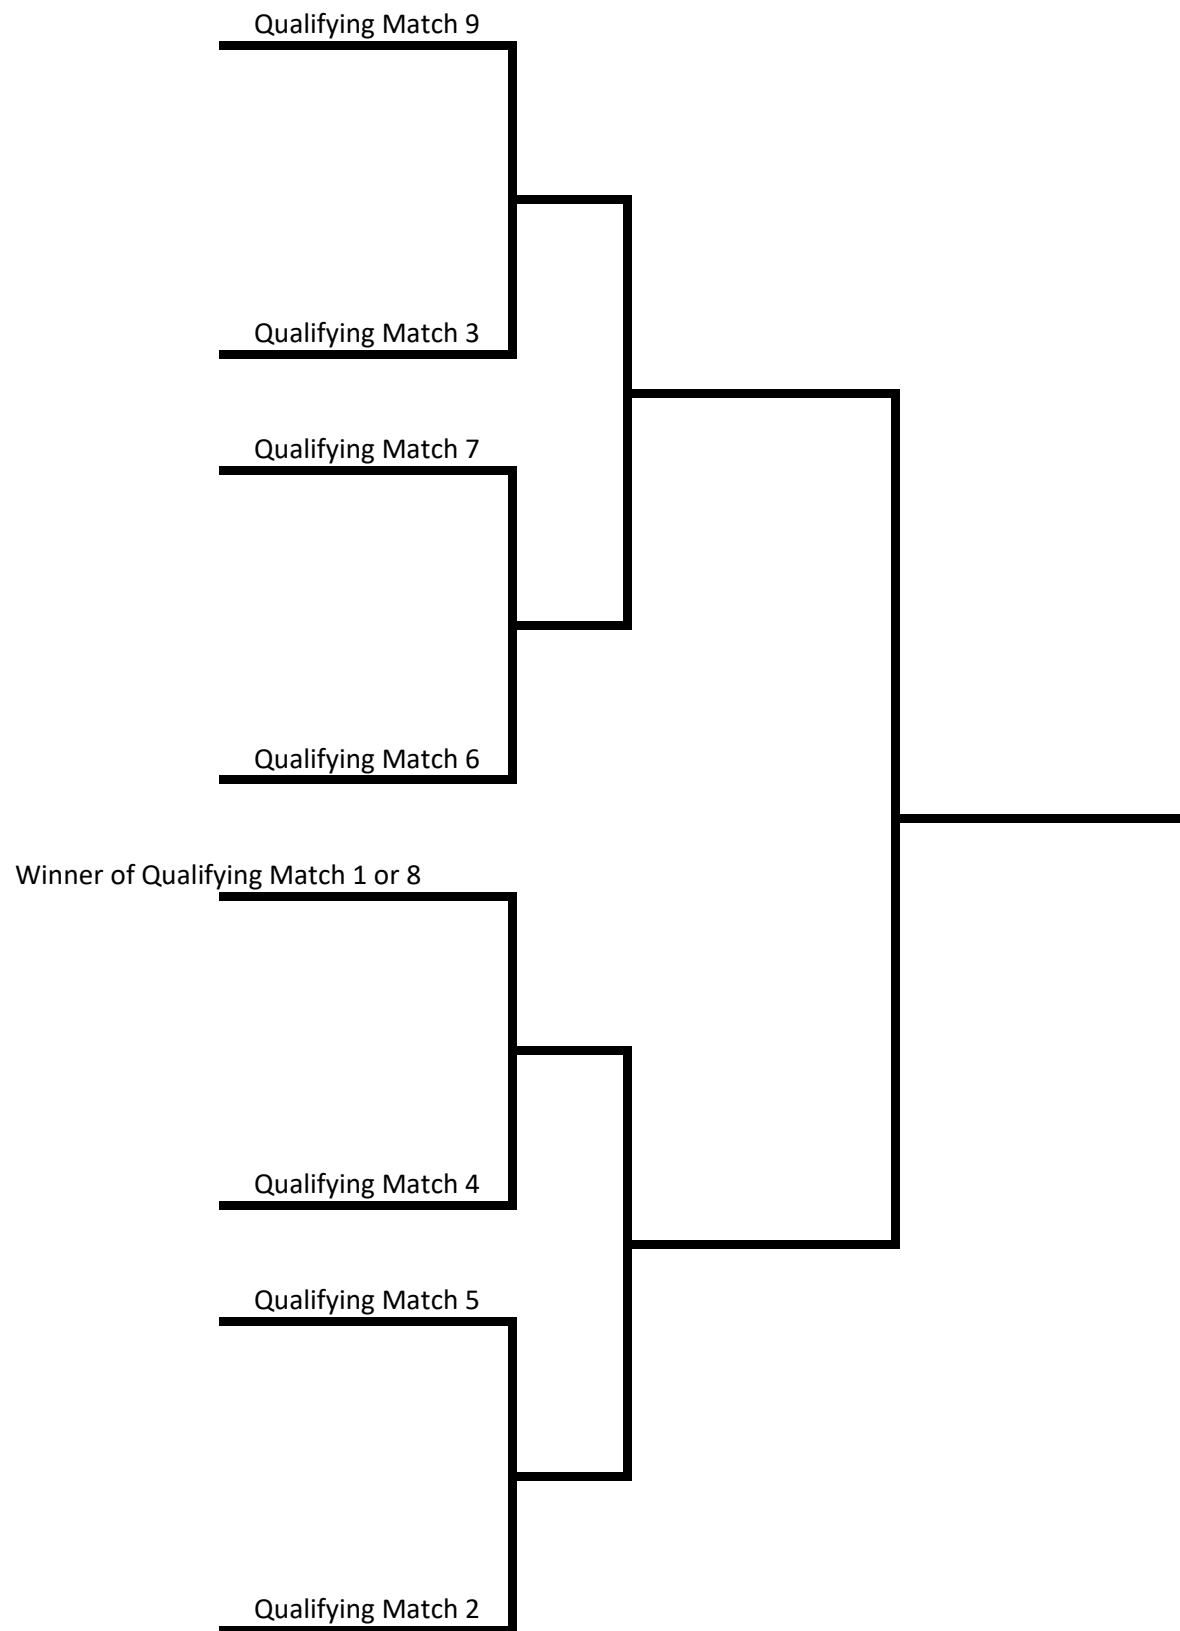 Qualifying Match 9
Qualifying Match 3
Qualifying Match 7
Qualifying Match 6
Winner of Qualifying Match 1 or 8
Qualifying Match 4
Qualifying Match 5
Qualifying Match 2